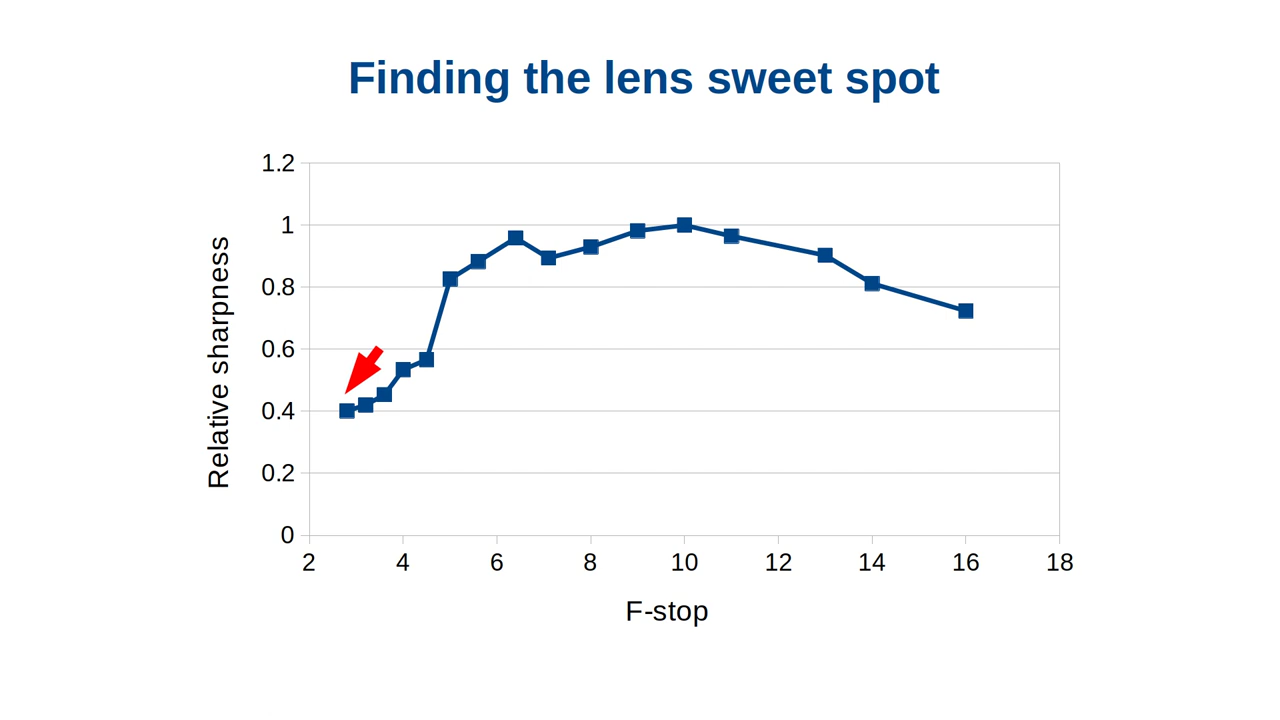 Finding the lens sweet spot
1.2
1
0.8
0.6
0.4
0.2
0
Relative sharpness
2 4 6 8 10 12 14 16 18
F-stop